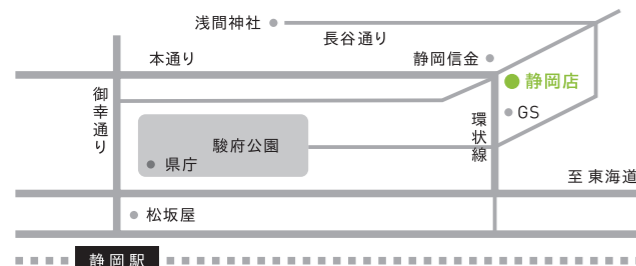 浅間神社
長谷通り
本通り
静岡信金
静岡店
御幸通り
GS
環状線
駿府公園
県庁
至 東海道
松坂屋
静岡駅